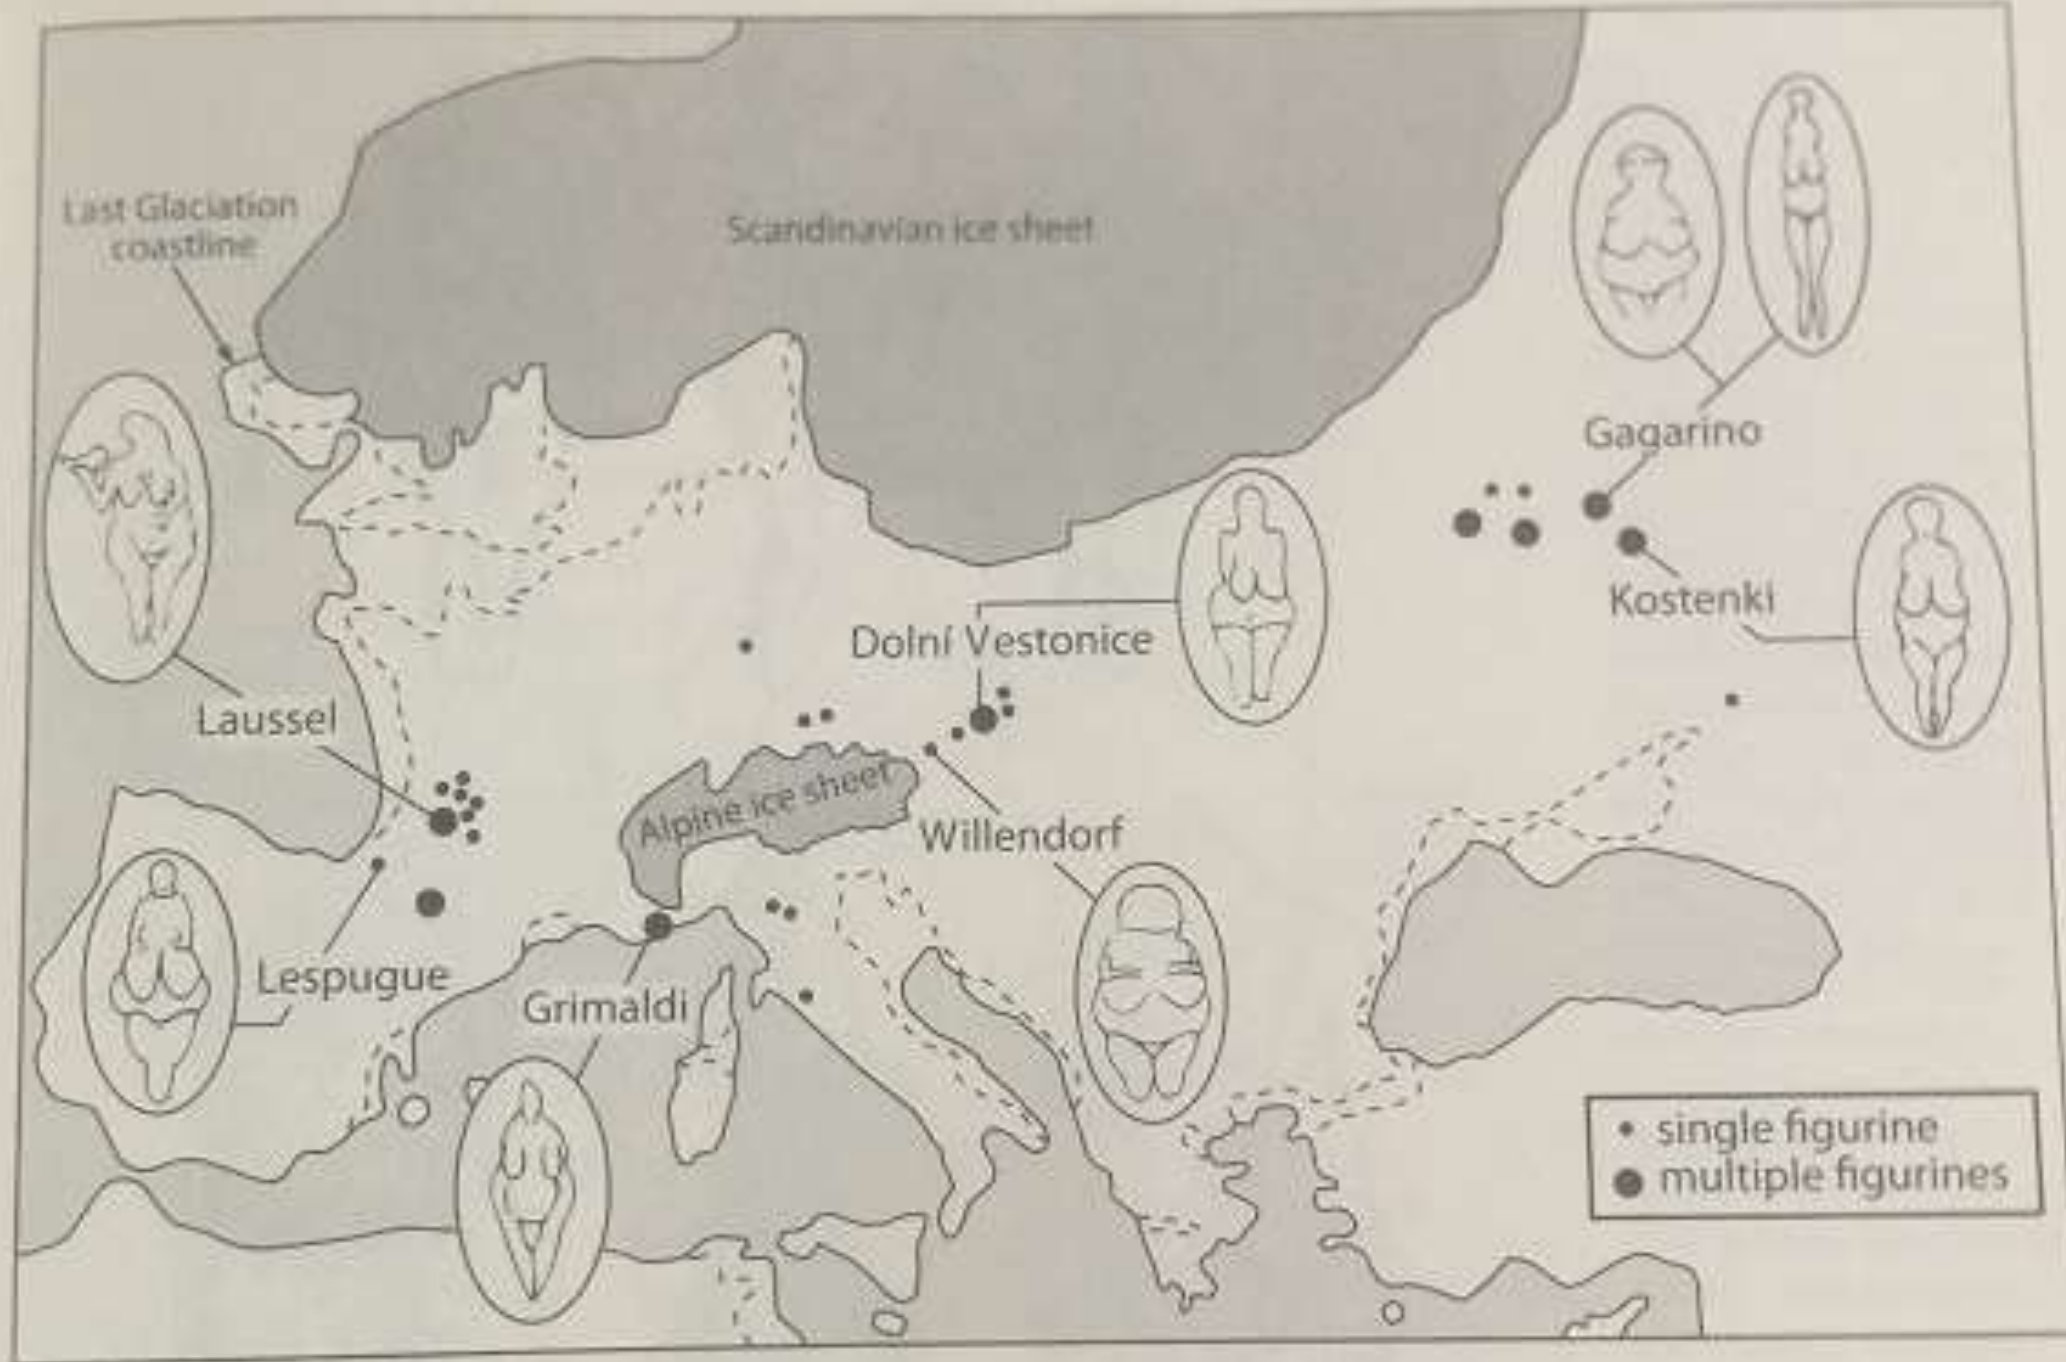 Last Glaciation
coastline
Scandinavian ice sheet
Gagarino
Kostenki
Dolní Vestonice
Laussel
Alpine ice sheet
Willendorf
Lespugue
Grimaldi
single figurine
multiple figurines